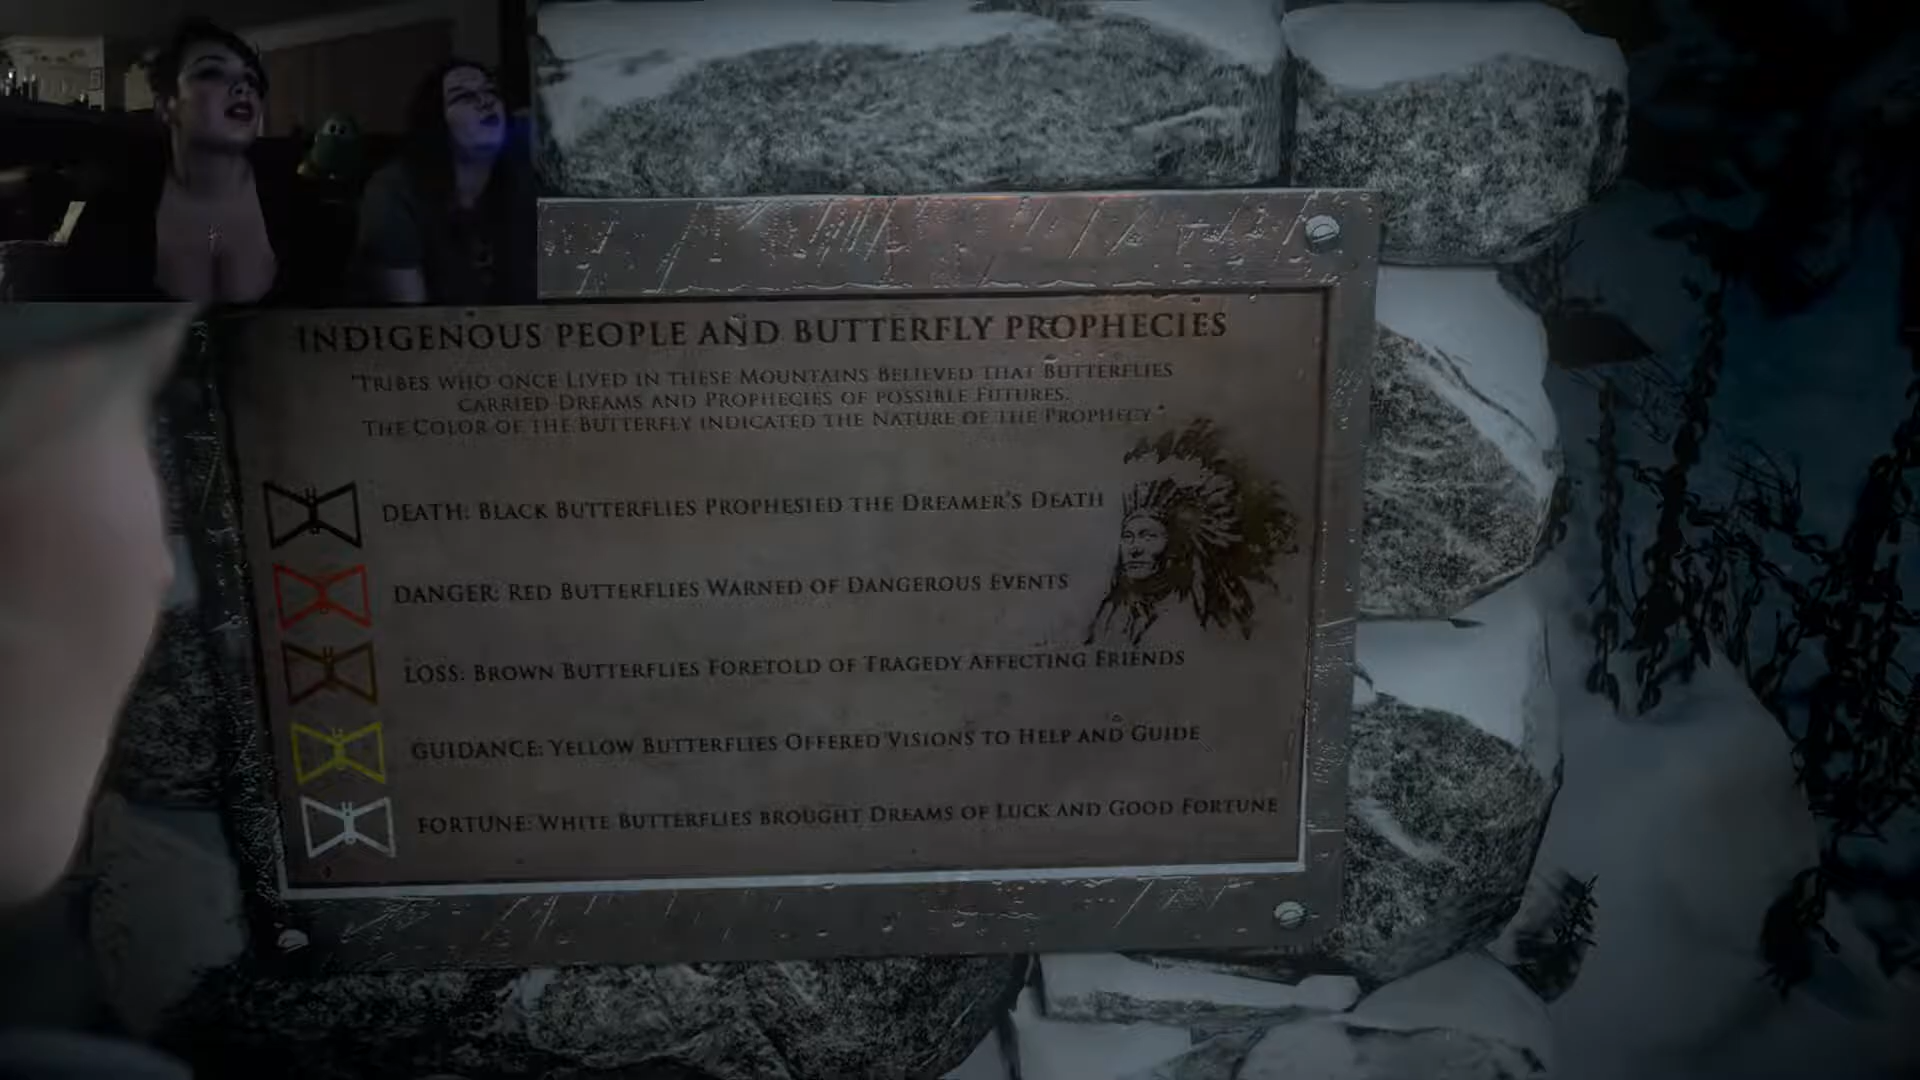 INDIGENOUS PEOPLE AND BUTTERFLY PROPHECIES
"TRIBES WHO ONCE LIVED IN THESE MOUNTAINS BELIEVED THAT BUTTERFLIES
CARRIED DREAMS AND PROPHECIES OF POSSIBLE FUTURES.
THE COLOR OF THE BUTTERFLY INDICATED THE NATURE OF THE PROPHECY"
DEATH: BLACK BUTTERFLIES PROPHESIED THE DREAMER'S DEATH
DANGER: RED BUTTERFLIES WARNED OF DANGEROUS EVENTS
LOSS: BROWN BUTTERFLIES FORETOLD OF TRAGEDY AFFECTING FRIENDS
GUIDANCE: YELLOW BUTTERFLIES OFFERED VISIONS TO HELP AND GUIDE
FORTUNE: WHITE BUTTERFLIES BROUGHT DREAMS OF LUCK AND GOOD FORTUNE